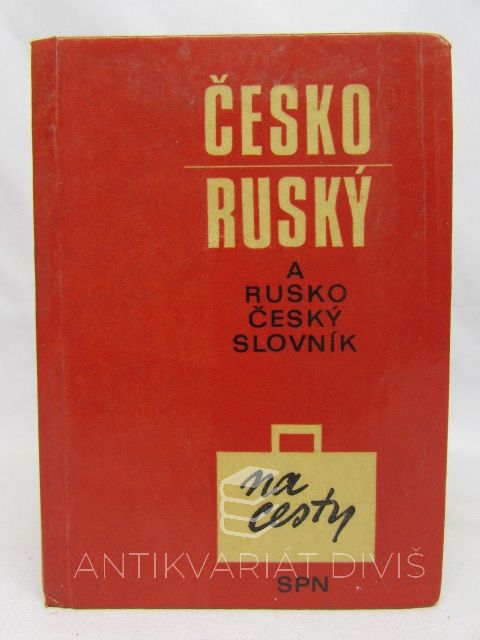 ČESKO
RUSKÝ
A
RUSKO
ČESKÝ
SLOVNÍK
na
cesty
ANTIKVARIÁT DIVIŠ
SPN